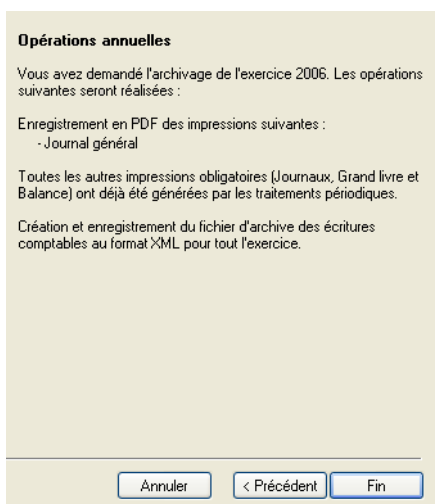 Opérations annuelles
Vous avez demandé l'archivage de l'exercice 2006. Les opérations
suivantes seront réalisées :
Enregistrement en PDF des impressions suivantes :
- Journal général
Toutes les autres impressions obligatoires (Journaux, Grand livre et
Balance) ont déjà été générées par les traitements périodiques.
Création et enregistrement du fichier d'archive des écritures
comptables au format XML pour tout l'exercice.
Annuler
< Précédent
Fin